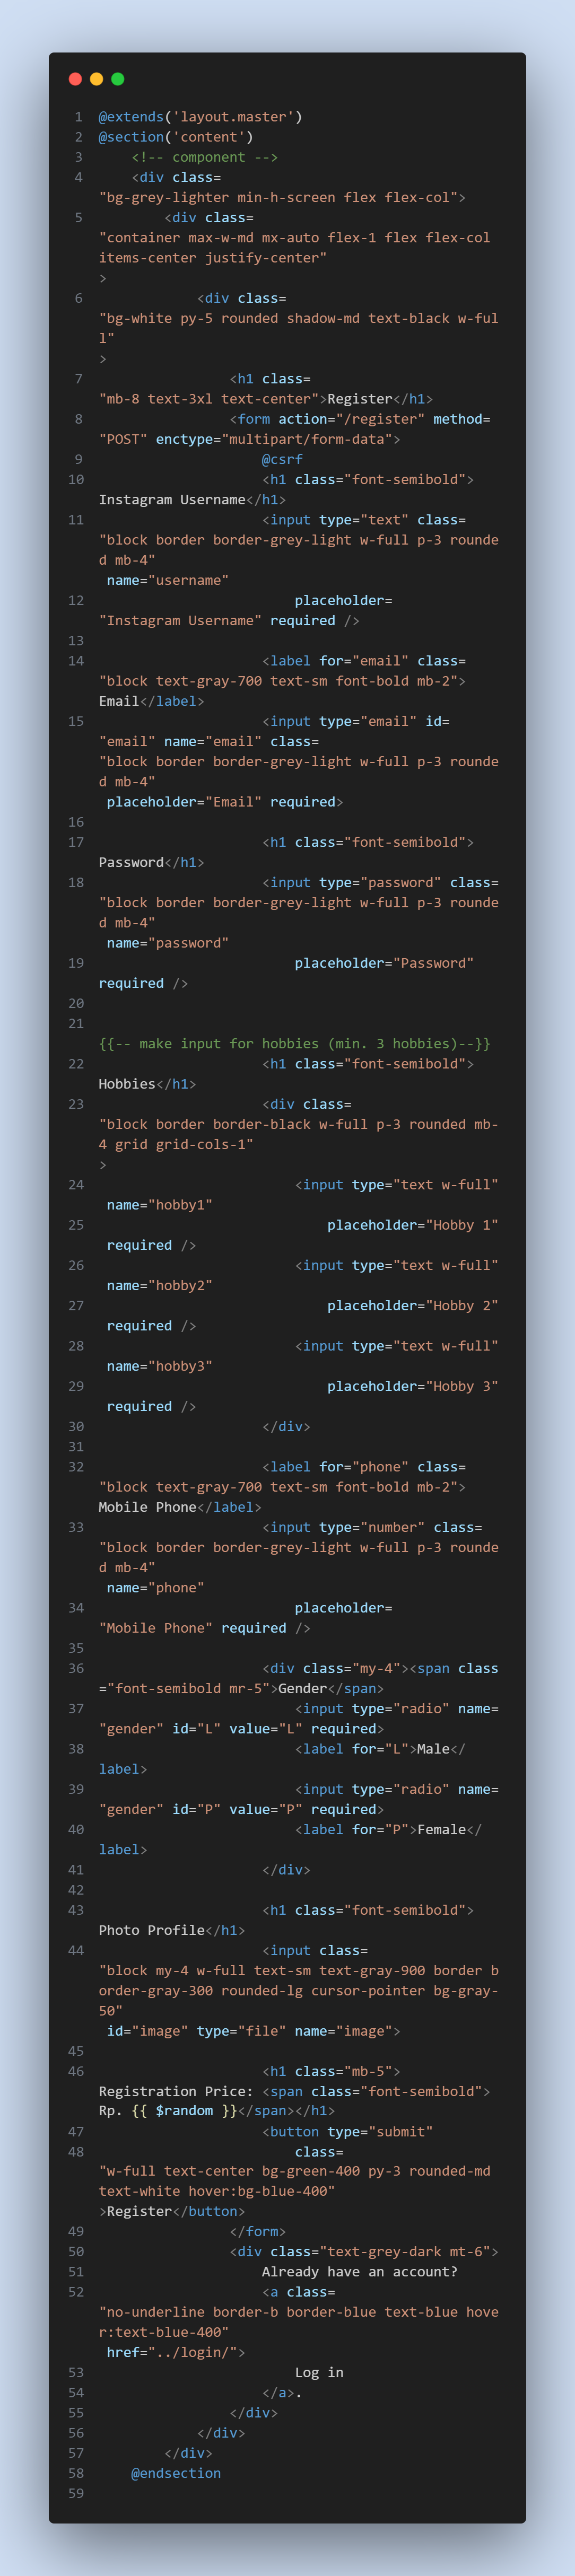 1 @extends('layout.master')
2 @section('content')
3 <!-- component -->
4 <div class=
"bg-grey-lighter min-h-screen flex flex-col">
5 <div class=
"container max-w-md mx-auto flex-1 flex flex-col
items-center justify-center"
>
6 <div class=
"bg-white py-5 rounded shadow-md text-black w-ful
l"
>
7 <h1 class=
"mb-8 text-3xl text-center">Register</h1>
8 <form action="/register" method=
"POST" enctype="multipart/form-data">
9 @csrf
10 <h1 class="font-semibold">
Instagram Username</h1>
11 <input type="text" class=
"block border border-grey-light w-full p-3 rounde
d mb-4"
name="username"
12 placeholder=
"Instagram Username" required />
13
14 <label for="email" class=
"block text-gray-700 text-sm font-bold mb-2">
Email</label>
15 <input type="email" id=
"email" name="email" class=
"block border border-grey-light w-full p-3 rounde
d mb-4"
placeholder="Email" required>
16
17 <h1 class="font-semibold">
Password</h1>
18 <input type="password" class=
"block border border-grey-light w-full p-3 rounde
d mb-4"
name="password"
19 placeholder="Password"
required />
20
21
{{-- make input for hobbies (min. 3 hobbies)--}}
22 <h1 class="font-semibold">
Hobbies</h1>
23 <div class=
"block border border-black w-full p-3 rounded mb-
4 grid grid-cols-1"
>
24 <input type="text w-full"
name="hobby1"
25 placeholder="Hobby 1"
required />
26 <input type="text w-full"
name="hobby2"
27 placeholder="Hobby 2"
required />
28 <input type="text w-full"
name="hobby3"
29 placeholder="Hobby 3"
required />
30 </div>
31
32 <label for="phone" class=
"block text-gray-700 text-sm font-bold mb-2">
Mobile Phone</label>
33 <input type="number" class=
"block border border-grey-light w-full p-3 rounde
d mb-4"
name="phone"
34 placeholder=
"Mobile Phone" required />
35
36 <div class="my-4"><span class
="font-semibold mr-5">Gender</span>
37 <input type="radio" name=
"gender" id="L" value="L" required>
38 <label for="L">Male</
label>
39 <input type="radio" name=
"gender" id="P" value="P" required>
40 <label for="P">Female</
label>
41 </div>
42
43 <h1 class="font-semibold">
Photo Profile</h1>
44 <input class=
"block my-4 w-full text-sm text-gray-900 border b
order-gray-300 rounded-lg cursor-pointer bg-gray-
50"
id="image" type="file" name="image">
45
46 <h1 class="mb-5">
Registration Price: <span class="font-semibold">
Rp. {{ $random }}</span></h1>
47 <button type="submit"
48 class=
"w-full text-center bg-green-400 py-3 rounded-md
text-white hover:bg-blue-400"
>Register</button>
49 </form>
50 <div class="text-grey-dark mt-6">
51 Already have an account?
52 <a class=
"no-underline border-b border-blue text-blue hove
r:text-blue-400"
href="../login/">
53 Log in
54 </a>.
55 </div>
56 </div>
57 </div>
58 @endsection
59